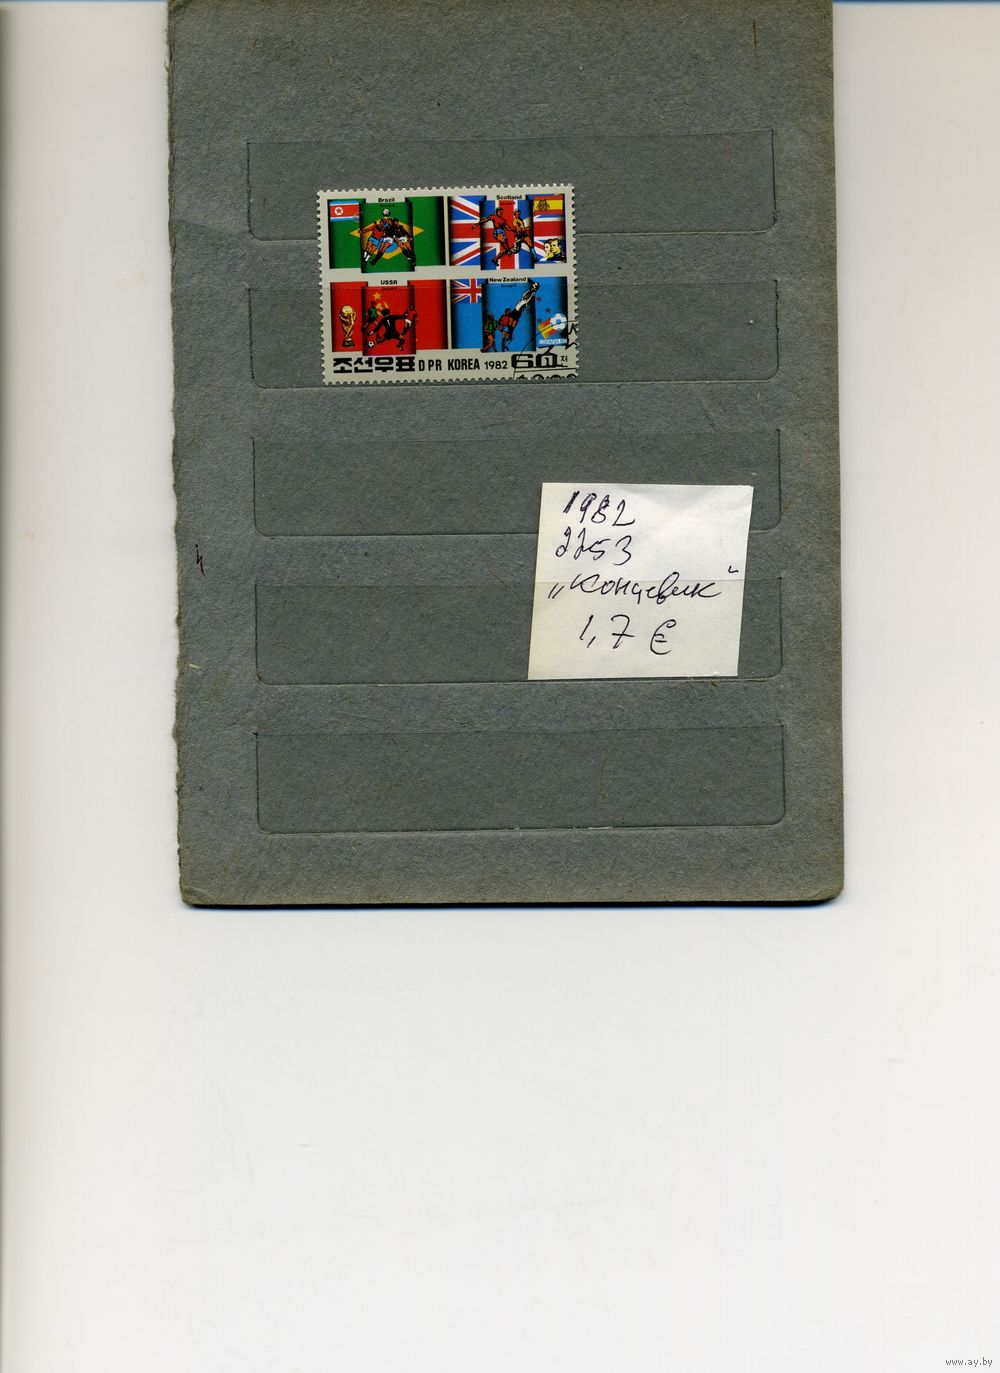 Brazil
Scotland
USSR
New Zealand
조선우표 DPR KOREA 1982 60 전
1982
2253
„Концевик"
1,7 €
www.ay.by